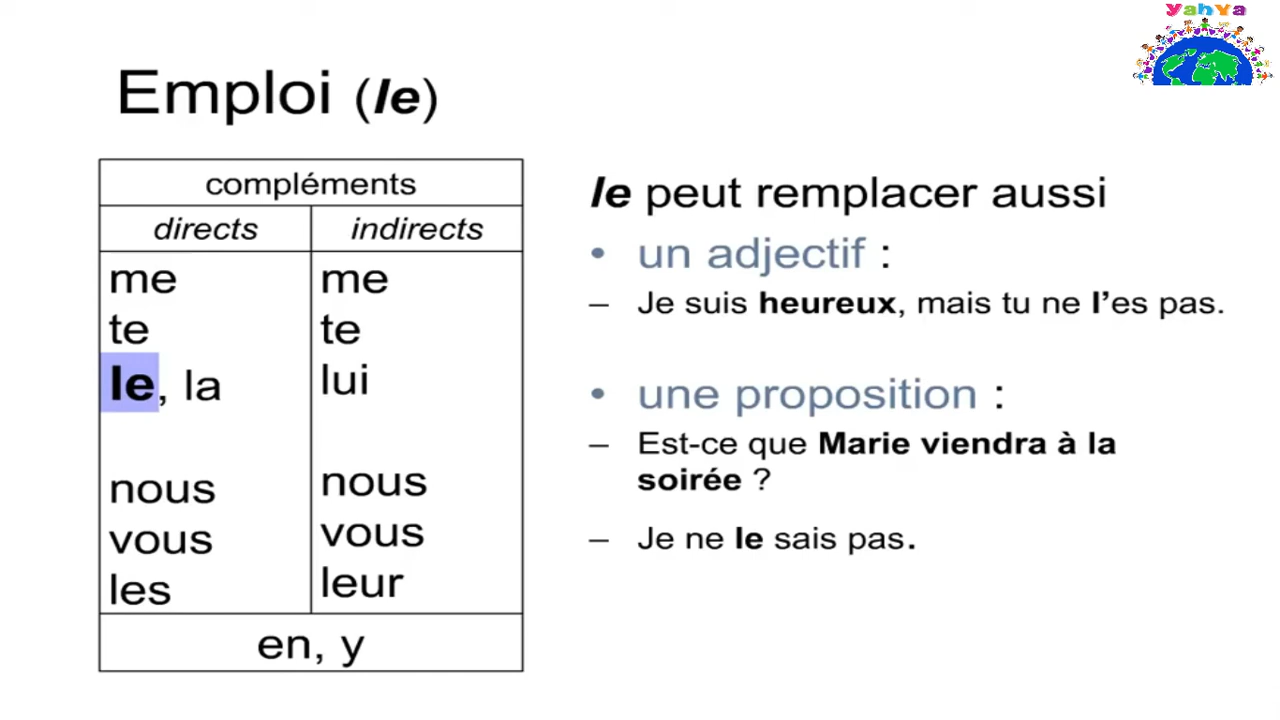 YahYa
Emploi (le)
compléments
directs indirects
me me
te te
le, la lui
nous nous
vous vous
les leur
en, y
le peut remplacer aussi
• un adjectif :
– Je suis heureux, mais tu ne l’es pas.
• une proposition :
– Est-ce que Marie viendra à la
soirée ?
– Je ne le sais pas.